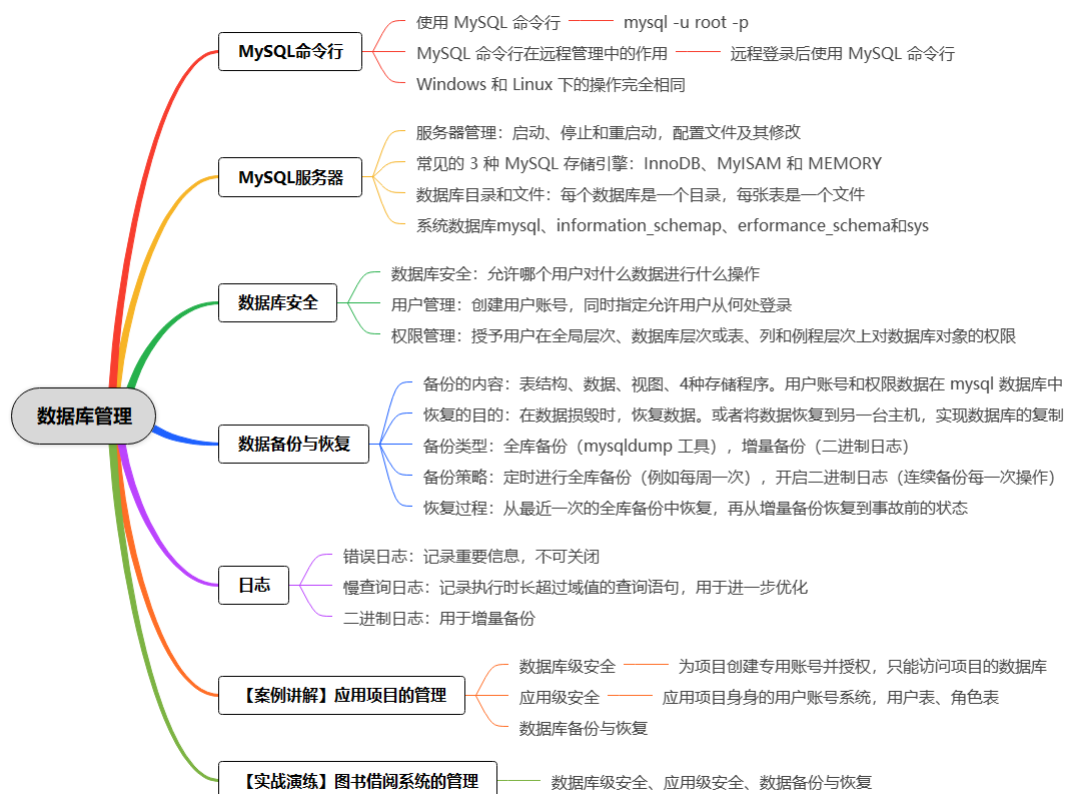 数据库管理
MySQL命令行
使用 MySQL 命令行
mysql -u root -p
MySQL 命令行在远程管理中的作用
远程登录后使用 MySQL 命令行
Windows 和 Linux 下的操作完全相同
MySQL服务器
服务器管理：启动、停止和重启动，配置文件及其修改
常见的 3 种 MySQL 存储引擎：InnoDB、MyISAM 和 MEMORY
数据库目录和文件：每个数据库是一个目录，每张表是一个文件
系统数据库mysql、information_schemap、erformance_schema和sys
数据库安全
数据库安全：允许哪个用户对什么数据进行什么操作
用户管理：创建用户账号，同时指定允许用户从何处登录
权限管理：授予用户在全局层次、数据库层次或表、列和例程层次上对数据库对象的权限
数据备份与恢复
备份的内容：表结构、数据、视图、4种存储程序。用户账号和权限数据在 mysql 数据库中
恢复的目的：在数据损毁时，恢复数据。或者将数据恢复到另一台主机，实现数据库的复制
备份类型：全库备份（mysqldump 工具），增量备份（二进制日志）
备份策略：定时进行全库备份（例如每周一次），开启二进制日志（连续备份每一次操作）
恢复过程：从最近一次的全库备份中恢复，再从增量备份恢复到事故前的状态
日志
错误日志：记录重要信息，不可关闭
慢查询日志：记录执行时长超过域值的查询语句，用于进一步优化
二进制日志：用于增量备份
【案例讲解】应用项目的管理
数据库级安全
为项目创建专用账号并授权，只能访问项目的数据库
应用级安全
应用项目身身的用户账号系统，用户表、角色表
数据库备份与恢复
【实战演练】图书借阅系统的管理
数据库级安全、应用级安全、数据备份与恢复